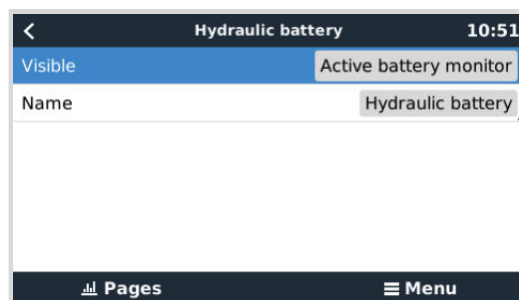 Hydraulic battery 10:51
Visible Active battery monitor
Name Hydraulic battery
Pages Menu